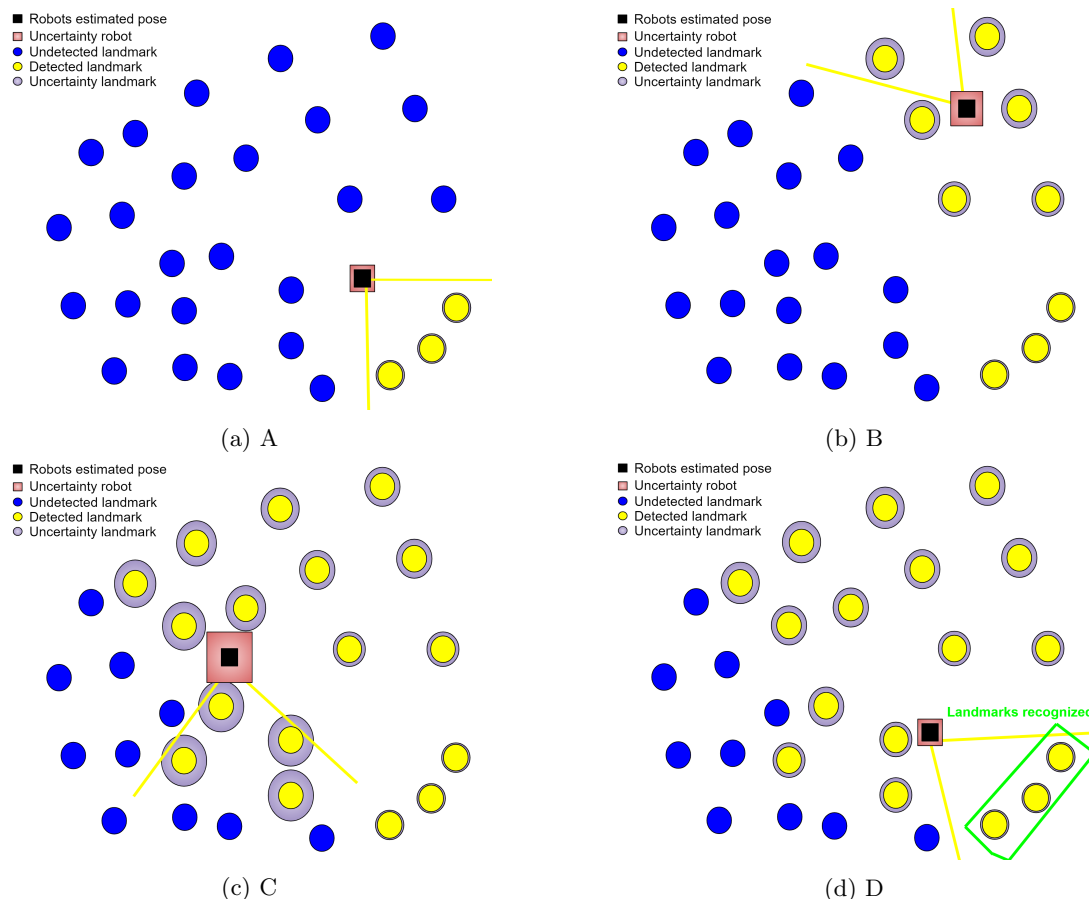 Robots estimated pose
Uncertainty robot
Undetected landmark
Detected landmark
Uncertainty landmark
(a) A
Robots estimated pose
Uncertainty robot
Undetected landmark
Detected landmark
Uncertainty landmark
(b) B
Robots estimated pose
Uncertainty robot
Undetected landmark
Detected landmark
Uncertainty landmark
(c) C
Robots estimated pose
Uncertainty robot
Undetected landmark
Detected landmark
Uncertainty landmark
Landmarks recognized
(d) D